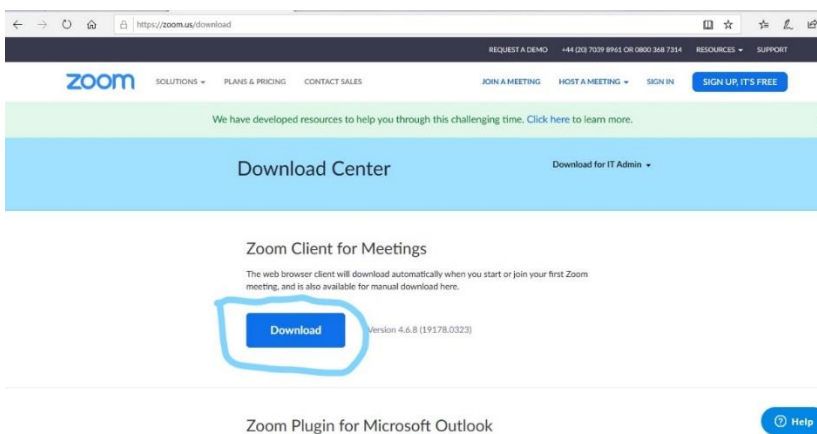 https://zoom.us/download
REQUEST A DEMO +44 (20) 7039 8961 OR 0800 368 7314 RESOURCES SUPPORT
zoom SOLUTIONS PLANS & PRICING CONTACT SALES JOIN A MEETING HOST A MEETING SIGN IN SIGN UP, IT'S FREE
We have developed resources to help you through this challenging time. Click here to learn more.
Download Center Download for IT Admin
Zoom Client for Meetings
The web browser client will download automatically when you start or join your first Zoom
meeting, and is also available for manual download here.
Download Version 4.6.8 (19178.0323)
Zoom Plugin for Microsoft Outlook
Help